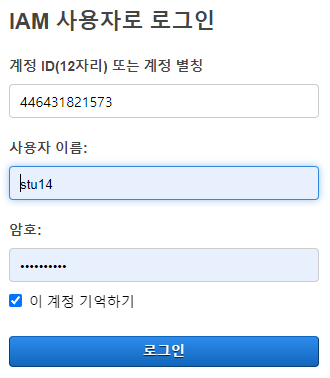 IAM 사용자로 로그인
계정 ID(12자리) 또는 계정 별칭
446431821573
사용자 이름:
stu14
암호:
••••••••••
이 계정 기억하기
로그인